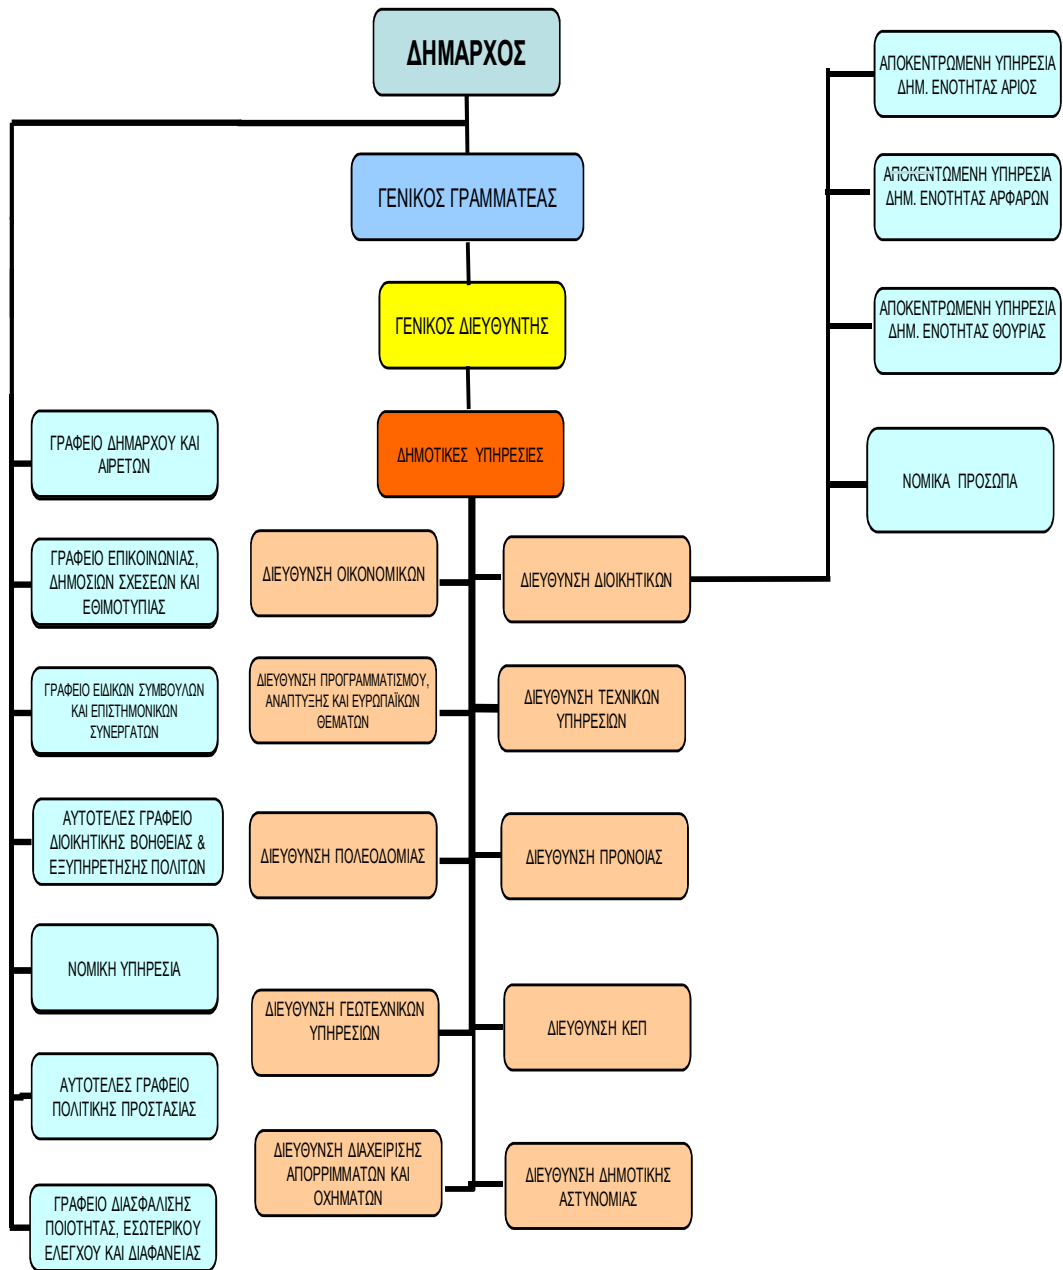 ΔΗΜΑΡΧΟΣ
ΓΕΝΙΚΟΣ ΓΡΑΜΜΑΤΕΑΣ
ΓΕΝΙΚΟΣ ΔΙΕΥΘΥΝΤΗΣ
ΔΗΜΟΤΙΚΕΣ ΥΠΗΡΕΣΙΕΣ
ΓΡΑΦΕΙΟ ΔΗΜΑΡΧΟΥ ΚΑΙ
ΑΙΡΕΤΩΝ
ΓΡΑΦΕΙΟ ΕΠΙΚΟΙΝΩΝΙΑΣ,
ΔΗΜΟΣΙΩΝ ΣΧΕΣΕΩΝ ΚΑΙ
ΕΘΙΜΟΤΥΠΙΑΣ
ΓΡΑΦΕΙΟ ΕΙΔΙΚΩΝ ΣΥΜΒΟΥΛΩΝ
ΚΑΙ ΕΠΙΣΤΗΜΟΝΙΚΩΝ
ΣΥΝΕΡΓΑΤΩΝ
ΑΥΤΟΤΕΛΕΣ ΓΡΑΦΕΙΟ
ΔΙΟΙΚΗΤΙΚΗΣ ΒΟΗΘΕΙΑΣ &
ΕΞΥΠΗΡΕΤΗΣΗΣ ΠΟΛΙΤΩΝ
ΝΟΜΙΚΗ ΥΠΗΡΕΣΙΑ
ΑΥΤΟΤΕΛΕΣ ΓΡΑΦΕΙΟ
ΠΟΛΙΤΙΚΗΣ ΠΡΟΣΤΑΣΙΑΣ
ΓΡΑΦΕΙΟ ΔΙΑΣΦΑΛΙΣΗΣ
ΠΟΙΟΤΗΤΑΣ, ΕΣΩΤΕΡΙΚΟΥ
ΕΛΕΓΧΟΥ ΚΑΙ ΔΙΑΦΑΝΕΙΑΣ
ΔΙΕΥΘΥΝΣΗ ΟΙΚΟΝΟΜΙΚΩΝ
ΔΙΕΥΘΥΝΣΗ ΔΙΟΙΚΗΤΙΚΩΝ
ΔΙΕΥΘΥΝΣΗ ΠΡΟΓΡΑΜΜΑΤΙΣΜΟΥ,
ΑΝΑΠΤΥΞΗΣ ΚΑΙ ΕΥΡΩΠΑΪΚΩΝ
ΘΕΜΑΤΩΝ
ΔΙΕΥΘΥΝΣΗ ΤΕΧΝΙΚΩΝ
ΥΠΗΡΕΣΙΩΝ
ΔΙΕΥΘΥΝΣΗ ΠΟΛΕΟΔΟΜΙΑΣ
ΔΙΕΥΘΥΝΣΗ ΠΡΟΝΟΙΑΣ
ΔΙΕΥΘΥΝΣΗ ΓΕΩΤΕΧΝΙΚΩΝ
ΥΠΗΡΕΣΙΩΝ
ΔΙΕΥΘΥΝΣΗ ΚΕΠ
ΔΙΕΥΘΥΝΣΗ ΔΙΑΧΕΙΡΙΣΗΣ
ΑΠΟΡΡΙΜΜΑΤΩΝ ΚΑΙ
ΟΧΗΜΑΤΩΝ
ΔΙΕΥΘΥΝΣΗ ΔΗΜΟΤΙΚΗΣ
ΑΣΤΥΝΟΜΙΑΣ
ΑΠΟΚΕΝΤΡΩΜΕΝΗ ΥΠΗΡΕΣΙΑ
ΔΗΜ. ΕΝΟΤΗΤΑΣ ΑΡΙΟΣ
ΑΠΟΚΕΝΤΩΜΕΝΗ ΥΠΗΡΕΣΙΑ
ΔΗΜ. ΕΝΟΤΗΤΑΣ ΑΡΦΑΡΩΝ
ΑΠΟΚΕΝΤΡΩΜΕΝΗ ΥΠΗΡΕΣΙΑ
ΔΗΜ. ΕΝΟΤΗΤΑΣ ΘΟΥΡΙΑΣ
ΝΟΜΙΚΑ ΠΡΟΣΩΠΑ